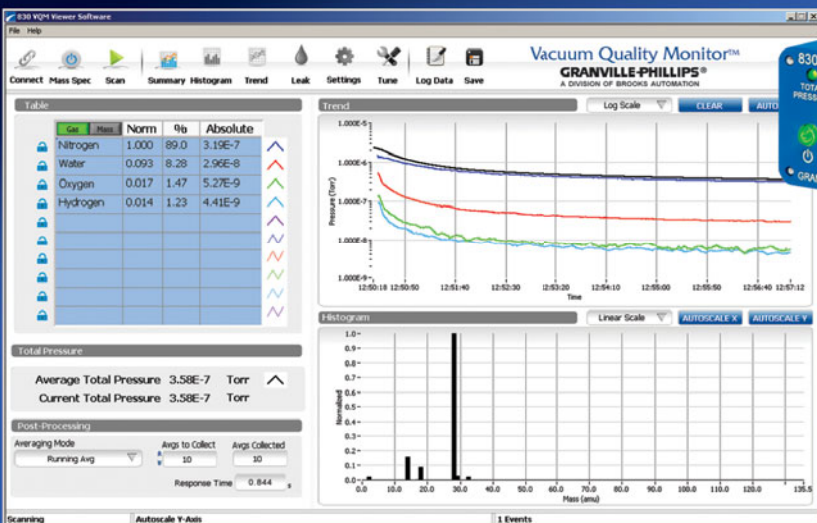 830 VQM Viewer Software
File Help
Connect Mass Spec Scan Summary Histogram Trend Leak Settings Tune Log Data Save
Vacuum Quality Monitor™
GRANVILLE-PHILLIPS®
A DIVISION OF BROOKS AUTOMATION
830
TOTA
PRESSU
GRAN
Table
Gas Mass Norm % Absolute
Nitrogen 1.000 89.0 3.19E-7
Water 0.093 8.28 2.96E-8
Oxygen 0.017 1.47 5.27E-9
Hydrogen 0.014 1.23 4.41E-9
Total Pressure
Average Total Pressure 3.58E-7 Torr
Current Total Pressure 3.58E-7 Torr
Post-Processing
Averaging Mode Avgs to Collect Avgs Collected
Running Avg 10 10
Response Time 0.844 s
Trend Log Scale CLEAR AUTO
1.000E-5
1.000E-6
1.000E-7
1.000E-8
1.000E-9
Pressure (Torr)
12:50:18 12:50:50 12:51:40 12:52:30 12:53:20 12:54:10 12:55:00 12:55:50 12:56:40 12:57:12
Time
Histogram Linear Scale AUTOSCALE X AUTOSCALE Y
1.0
0.9
0.8
0.7
0.6
0.5
0.4
0.3
0.2
0.1
0.0
Normalized
0.0 10.0 20.0 30.0 40.0 50.0 60.0 70.0 80.0 90.0 100.0 110.0 120.0 135.5
Mass (amu)
Scanning Autoscale Y-Axis 1 Events